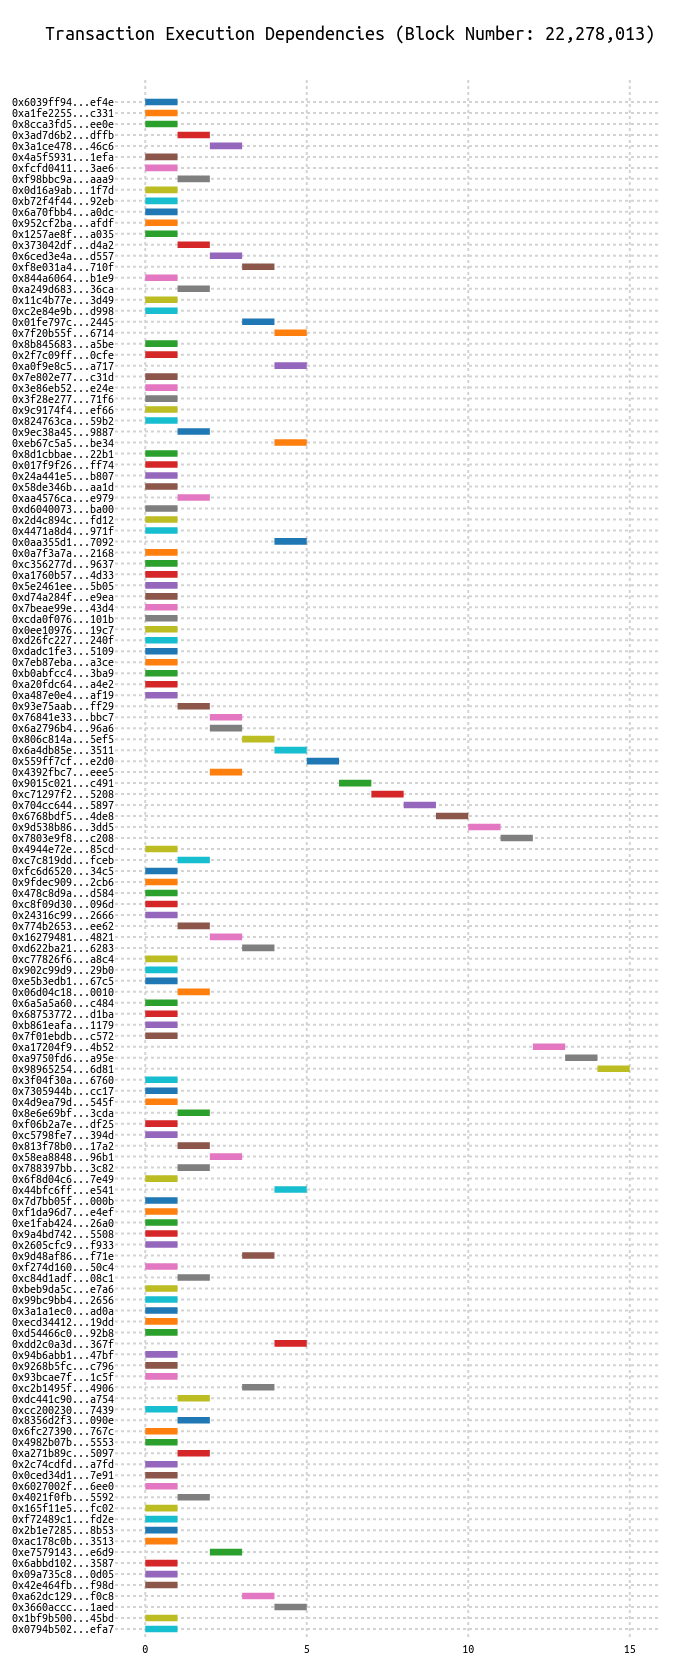 Transaction Execution Dependencies (Block Number: 22,278,013)
0x6039ff94...ef4e
0xa1fe2255...c331
0x8cca3fd5...ee0e
0x3ad7d6b2...dffb
0x3a1ce478...46c6
0x4a5f5931...1efa
0xfcfd0411...3ae6
0xf98bbc9a...aaa9
0x0d16a9ab...1f7d
0xb72f4f44...92eb
0x6a70fbb4...a0dc
0x952cf2ba...afdf
0x1257ae8f...a035
0x373042df...d4a2
0x6ced3e4a...d557
0xf8e031a4...710f
0x844a6064...b1e9
0xa249d683...36ca
0x11c4b77e...3d49
0xc2e84e9b...d998
0x01fe797c...2445
0x7f20b55f...6714
0x8b845683...a5be
0x2f7c09ff...0cfe
0xa0f9e8c5...a717
0x7e802e77...c31d
0x3e86eb52...e24e
0x3f28e277...71f6
0x9c9174f4...ef66
0x824763ca...59b2
0x9ec38a45...9887
0xeb67c5a5...be34
0x8d1cbbae...22b1
0x017f9f26...ff74
0x24a441e5...b807
0x58de346b...aa1d
0xaa4576ca...e979
0xd6040073...ba00
0x2d4c894c...fd12
0x4471a8d4...971f
0x0aa355d1...7092
0x0a7f3a7a...2168
0xc356277d...9637
0xa1760b57...4d33
0x5e2461ee...5b05
0xd74a284f...e9ea
0x7beae99e...43d4
0xcda0f076...101b
0x0ee10976...19c7
0xd26fc227...240f
0xdadc1fe3...5109
0x7eb87eba...a3ce
0xb0abfcc4...3ba9
0xa20fdc64...a4e2
0xa487e0e4...af19
0x93e75aab...ff29
0x76841e33...bbc7
0x6a2796b4...96a6
0x806c814a...5ef5
0x6a4db85e...3511
0x559ff7cf...e2d0
0x4392fbc7...eee5
0x9015c021...c491
0xc71297f2...5208
0x704cc644...5897
0x6768bdf5...4de8
0x9d538b86...3dd5
0x7803e9f8...c208
0x4944e72e...85cd
0xc7c819dd...fceb
0xfc6d6520...34c5
0x9fdec909...2cb6
0x478c8d9a...d584
0xc8f09d30...096d
0x24316c99...2666
0x774b2653...ee62
0x16279481...4821
0xd622ba21...6283
0xc77826f6...a8c4
0x902c99d9...29b0
0xe5b3edb1...67c5
0x06d04c18...0010
0x6a5a5a60...c484
0x68753772...d1ba
0xb861eafa...1179
0x7f01ebdb...c572
0xa17204f9...4b52
0xa9750fd6...a95e
0x98965254...6d81
0x3f04f30a...6760
0x7305944b...cc17
0x4d9ea79d...545f
0x8e6e69bf...3cda
0xf06b2a7e...df25
0xc5798fe7...394d
0x813f78b0...17a2
0x58ea8848...96b1
0x788397bb...3c82
0x6f8d04c6...7e49
0x44bfc6ff...e541
0x7d7bb05f...000b
0xf1da96d7...e4ef
0xe1fab424...26a0
0x9a4bd742...5508
0x2605cfc9...f933
0x9d48af86...f71e
0xf274d160...50c4
0xc84d1adf...08c1
0xbeb9da5c...e7a6
0x99bc9bb4...2656
0x3a1a1ec0...ad0a
0xecd34412...19dd
0xd54466c0...92b8
0xdd2c0a3d...367f
0x94b6abb1...47bf
0x9268b5fc...c796
0x93bcae7f...1c5f
0xc2b1495f...4906
0xdc441c90...a754
0xcc200230...7439
0x8356d2f3...090e
0x6fc27390...767c
0x4982b07b...5553
0xa271b89c...5097
0x2c74cdfd...a7fd
0x0ced34d1...7e91
0x6027002f...6ee0
0x4021f0fb...5592
0x165f11e5...fc02
0xf72489c1...fd2e
0x2b1e7285...8b53
0xac178c0b...3513
0xe7579143...e6d9
0x6abbd102...3587
0x09a735c8...0d05
0x42e464fb...f98d
0xa62dc129...f0c8
0x3660accc...1aed
0x1bf9b500...45bd
0x0794b502...efa7
0 5 10 15